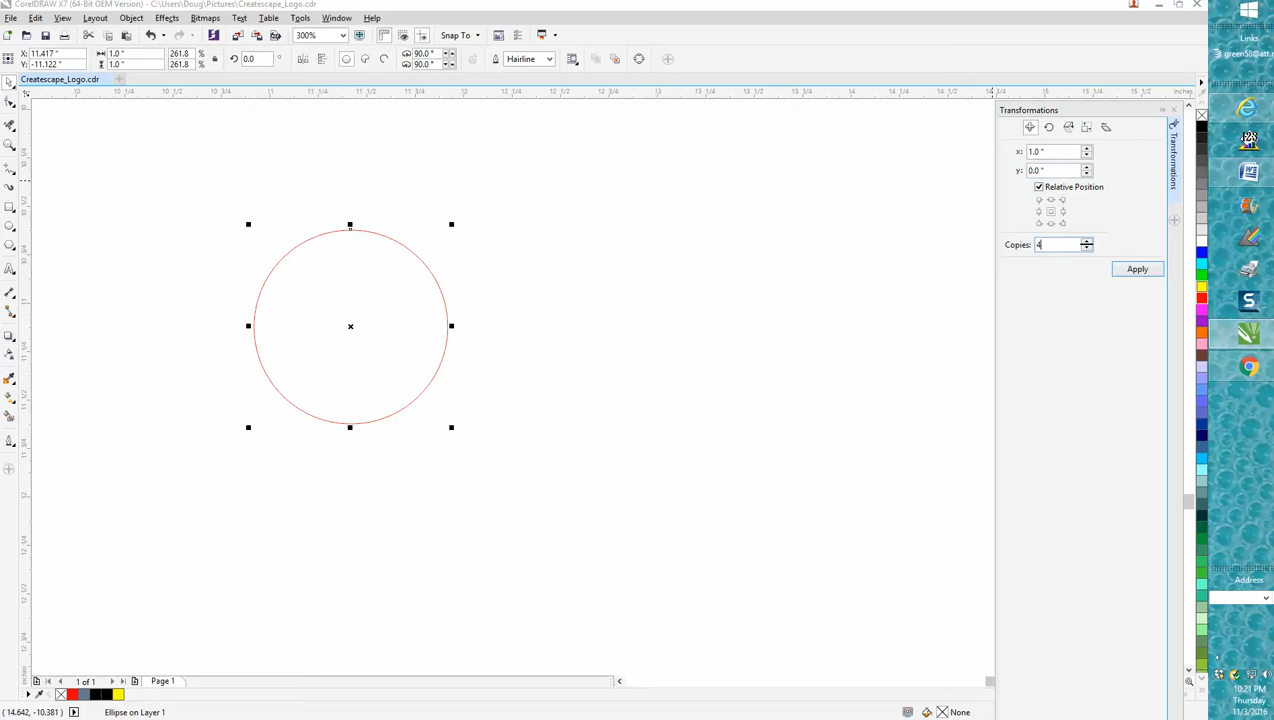 CorelDRAW X7 (64-Bit OEM Version) - C:\Users\Doug\Pictures\Createscape_Logo.cdr
File Edit View Layout Object Effects Bitmaps Text Table Tools Window Help
300% Snap To
X: 11.417 " 1.0 " 261.8 % 0.0 ° 90.0 ° Hairline
Y: -11.122 " 1.0 " 261.8 % 90.0 °
Createscape_Logo.cdr
inches
Transformations
x: 1.0 "
y: 0.0 "
Relative Position
Copies: 4
Apply
Transformations
1 of 1 Page 1
(14.642, -10.381) Ellipse on Layer 1 None
Links
green58@att.n
Address
10:21 PM
Thursday
11/3/2016